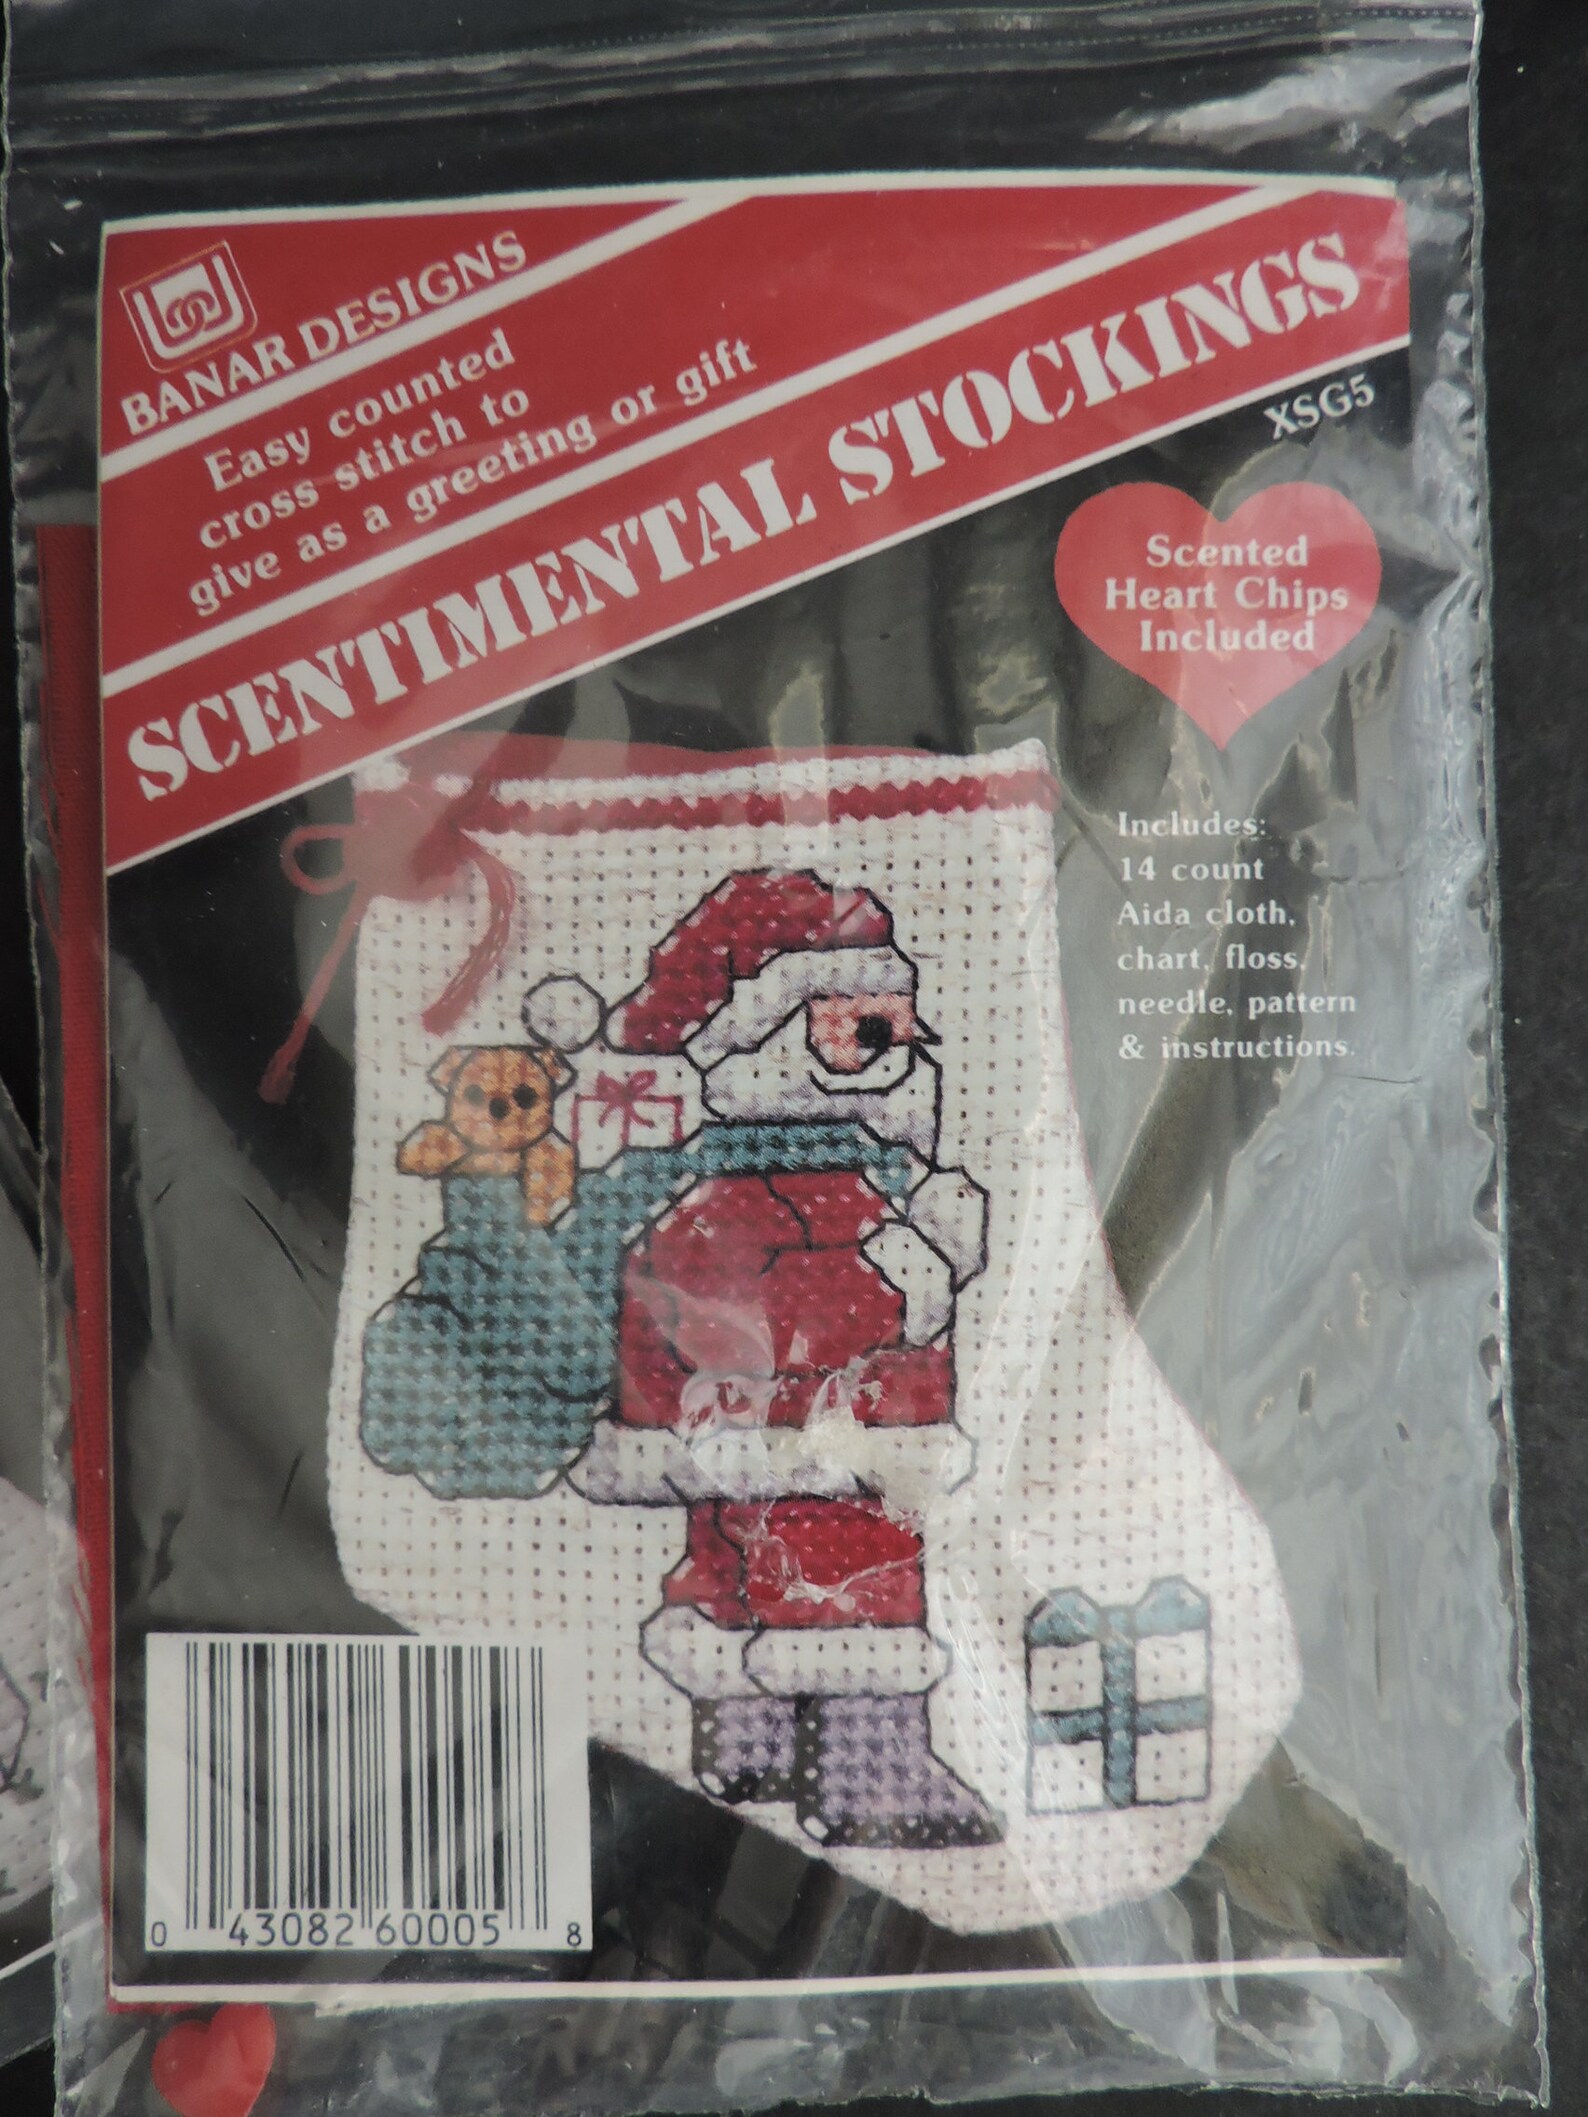 BANAR DESIGNS
Easy counted
cross stitch to
give as a greeting or gift
SCENTIMENTAL STOCKINGS
XSG5
Scented
Heart Chips
Included
Includes:
14 count
Aida cloth,
chart, floss,
needle, pattern
& instructions.
0 43082 60005 8